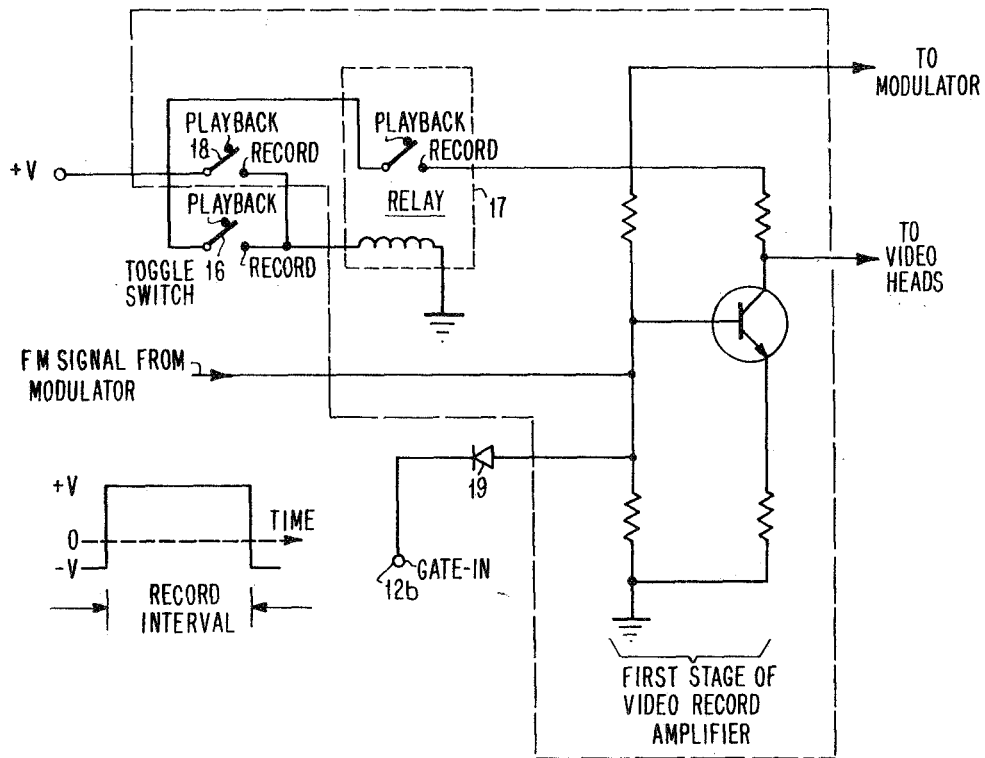 TO
MODULATOR
PLAYBACK
18
RECORD
PLAYBACK
RECORD
+V
RELAY
17
PLAYBACK
TOGGLE
SWITCH
16
RECORD
TO
VIDEO
HEADS
FM SIGNAL FROM
MODULATOR
19
+V
0
-V
TIME
GATE-IN
12b
RECORD
INTERVAL
FIRST STAGE OF
VIDEO RECORD
AMPLIFIER